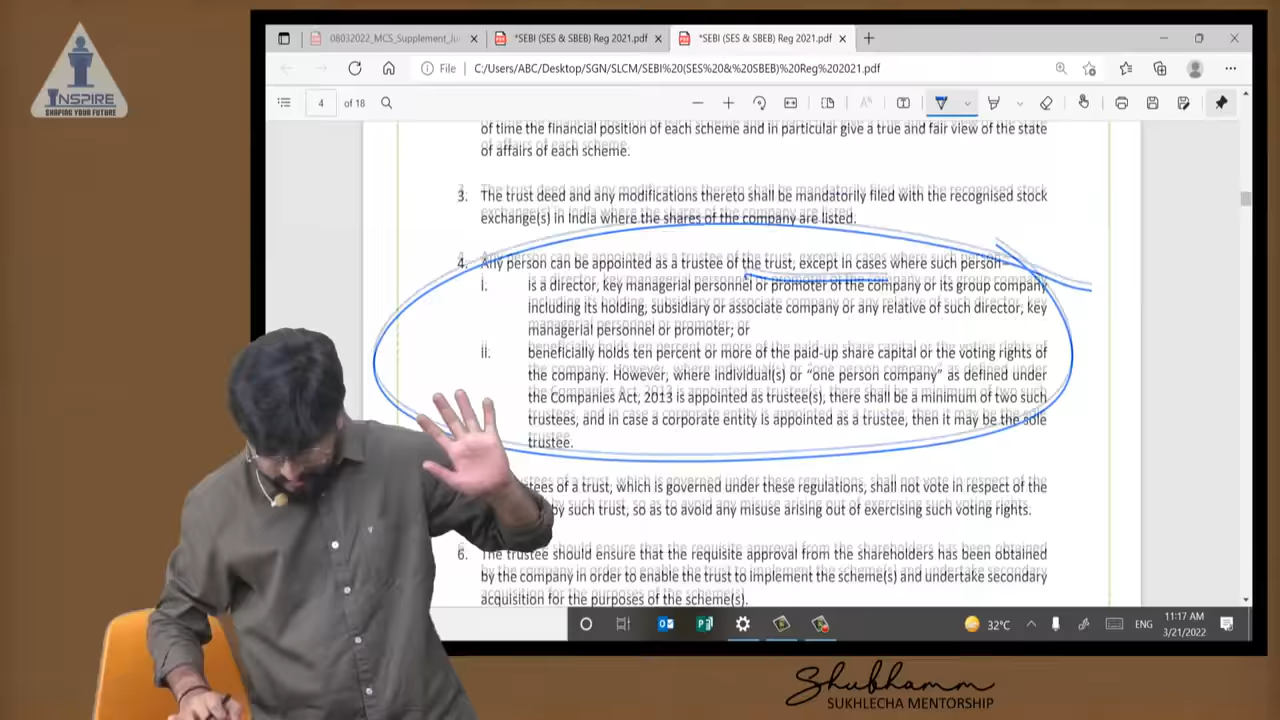 INSPIRE
SHAPING YOUR FUTURE
08032022_MCS_Supplement_Ju
*SEBI (SES & SBEB) Reg 2021.pdf
*SEBI (SES & SBEB) Reg 2021.pdf
File
C:/Users/ABC/Desktop/SGN/SLCM/SEBI%20(SES%20&%20SBEB)%20Reg%202021.pdf
4 of 18
of time the financial position of each scheme and in particular give a true and fair view of the state
of affairs of each scheme.
3. The trust deed and any modifications thereto shall be mandatorily filed with the recognised stock
exchange(s) in India where the shares of the company are listed.
4. Any person can be appointed as a trustee of the trust, except in cases where such person–
i. is a director, key managerial personnel or promoter of the company or its group company
including its holding, subsidiary or associate company or any relative of such director, key
managerial personnel or promoter; or
ii. beneficially holds ten percent or more of the paid-up share capital or the voting rights of
the company. However, where individual(s) or “one person company” as defined under
the Companies Act, 2013 is appointed as trustee(s), there shall be a minimum of two such
trustees, and in case a corporate entity is appointed as a trustee, then it may be the sole
trustee.
of a trust, which is governed under these regulations, shall not vote in respect of the
by such trust, so as to avoid any misuse arising out of exercising such voting rights.
6. The trustee should ensure that the requisite approval from the shareholders has been obtained
by the company in order to enable the trust to implement the scheme(s) and undertake secondary
acquisition for the purposes of the scheme(s).
32°C
ENG
11:17 AM
3/21/2022
Shubhamm
SUKHLECHA MENTORSHIP